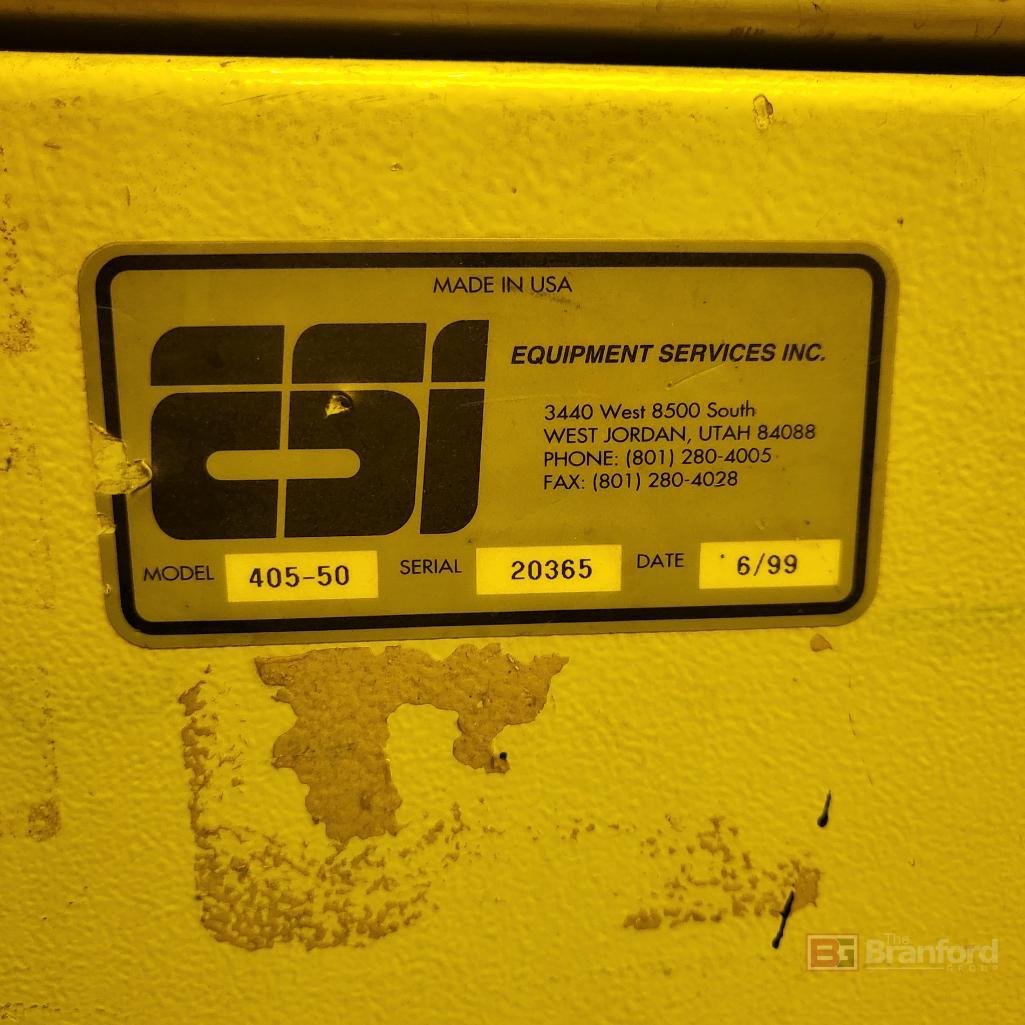 MADE IN USA
ESI
EQUIPMENT SERVICES INC.
3440 West 8500 South
WEST JORDAN, UTAH 84088
PHONE: (801) 280-4005
FAX: (801) 280-4028
MODEL 405-50 SERIAL 20365 DATE 6/99
BG The Branford GROUP